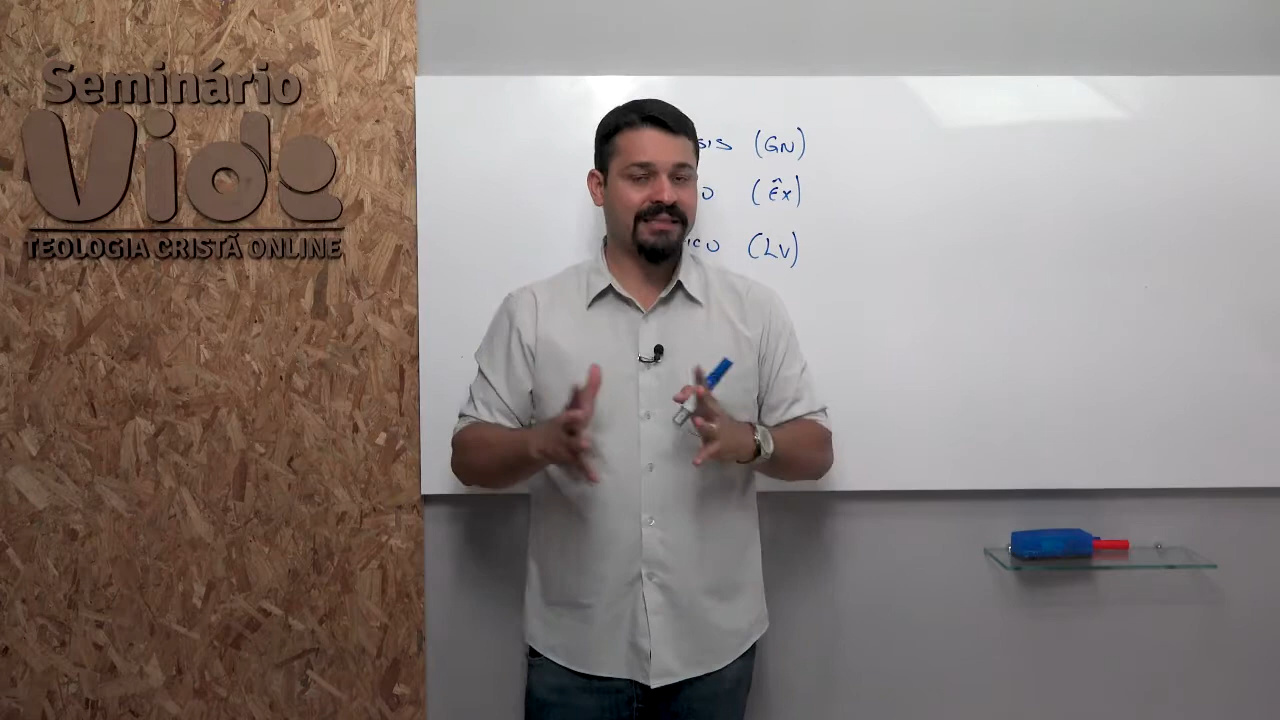 Seminário
Vida
TEOLOGIA CRISTÃ ONLINE
SIS (GN)
O (ÊX)
ICO (LV)